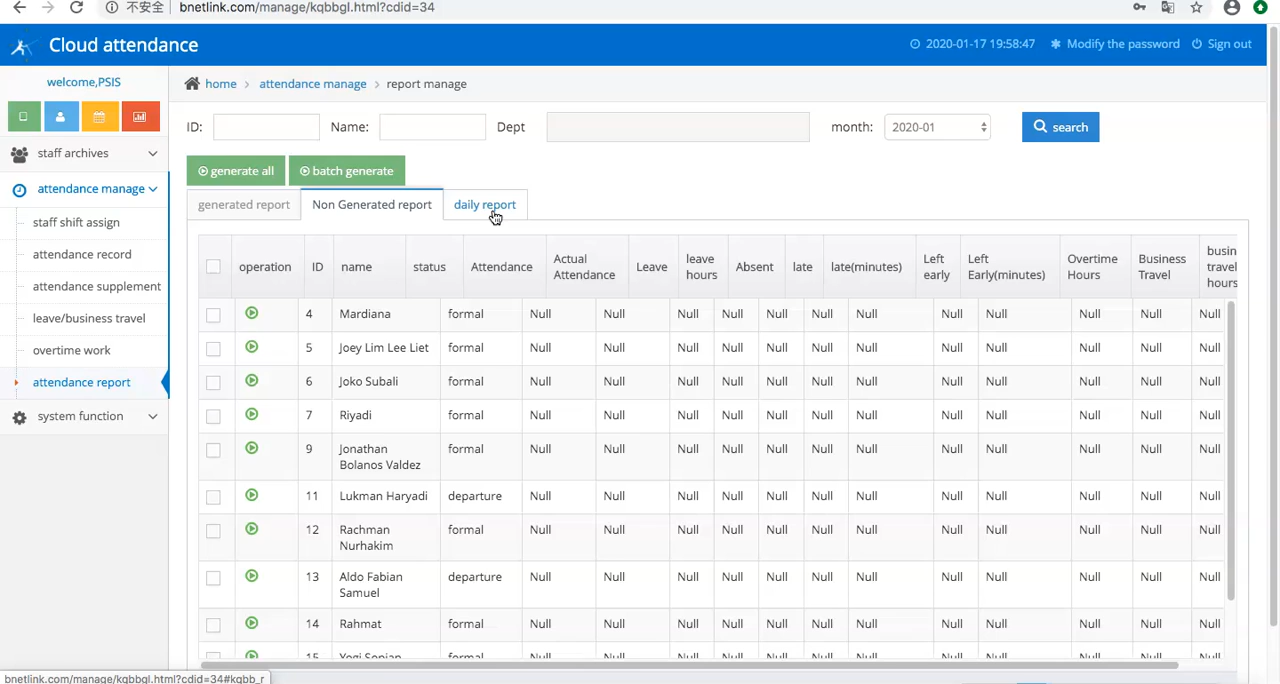 不安全 bnetlink.com/manage/kqbbgl.html?cdid=34
Cloud attendance 2020-01-17 19:58:47 Modify the password Sign out
welcome,PSIS
home > attendance manage > report manage
ID: Name: Dept month: 2020-01 search
generate all batch generate
generated report Non Generated report daily report
staff archives
attendance manage
staff shift assign
attendance record
attendance supplement
leave/business travel
overtime work
attendance report
system function
operation ID name status Attendance Actual Attendance Leave leave hours Absent late late(minutes) Left early Left Early(minutes) Overtime Hours Business Travel busin travel hours
4 Mardiana formal Null Null Null Null Null Null Null Null Null Null Null Null
5 Joey Lim Lee Liet formal Null Null Null Null Null Null Null Null Null Null Null Null
6 Joko Subali formal Null Null Null Null Null Null Null Null Null Null Null Null
7 Riyadi formal Null Null Null Null Null Null Null Null Null Null Null Null
9 Jonathan Bolanos Valdez formal Null Null Null Null Null Null Null Null Null Null Null Null
11 Lukman Haryadi departure Null Null Null Null Null Null Null Null Null Null Null Null
12 Rachman Nurhakim formal Null Null Null Null Null Null Null Null Null Null Null Null
13 Aldo Fabian Samuel departure Null Null Null Null Null Null Null Null Null Null Null Null
14 Rahmat formal Null Null Null Null Null Null Null Null Null Null Null Null
bnetlink.com/manage/kqbbgl.html?cdid=34#kqbb_r